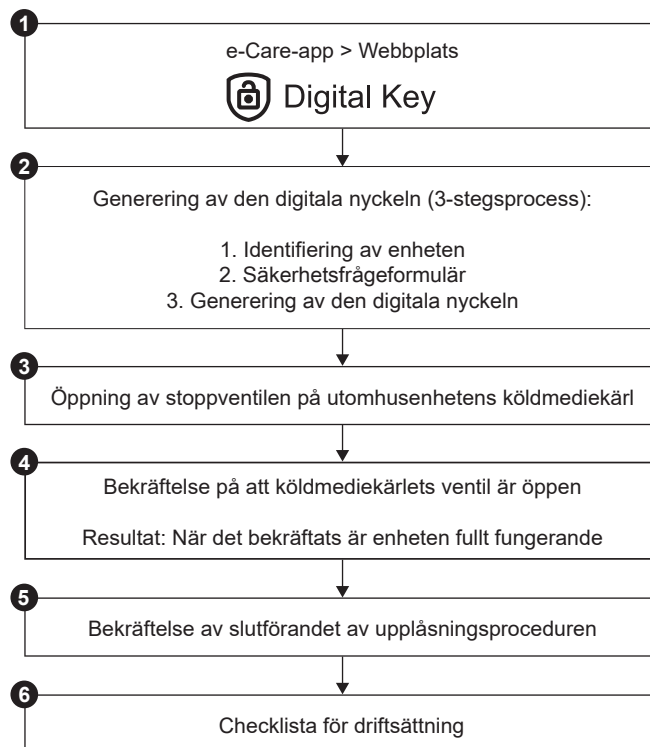 1
e-Care-app > Webbplats
Digital Key
2
Generering av den digitala nyckeln (3-stegsprocess):
1. Identifiering av enheten
2. Säkerhetsfrågeformulär
3. Generering av den digitala nyckeln
3
Öppning av stoppventilen på utomhusenhetens köldmediekärl
4
Bekräftelse på att köldmediekärlets ventil är öppen
Resultat: När det bekräftats är enheten fullt fungerande
5
Bekräftelse av slutförandet av upplåsningsproceduren
6
Checklista för driftsättning